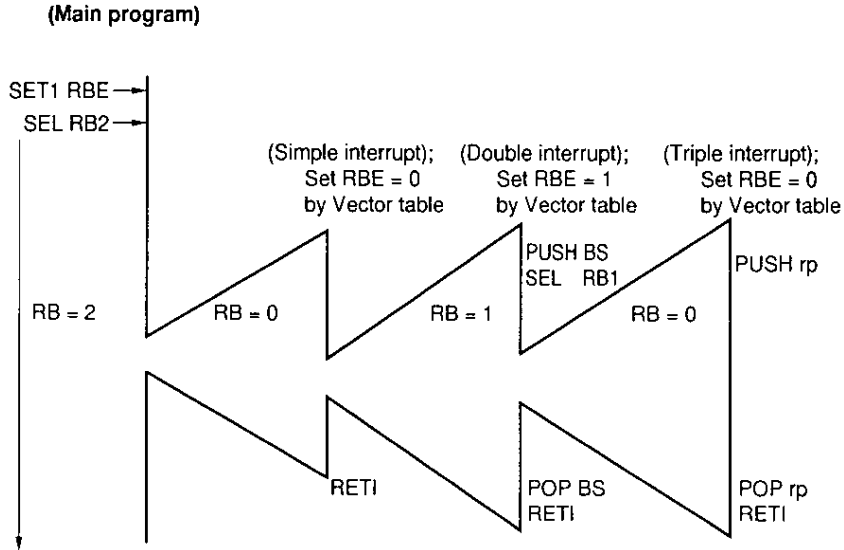 (Main program)
SET1 RBE
SEL RB2
(Simple interrupt);
Set RBE = 0
by Vector table
(Double interrupt);
Set RBE = 1
by Vector table
(Triple interrupt);
Set RBE = 0
by Vector table
PUSH BS
SEL RB1
PUSH rp
RB = 2
RB = 0
RB = 1
RB = 0
RETI
POP BS
RETI
POP rp
RETI